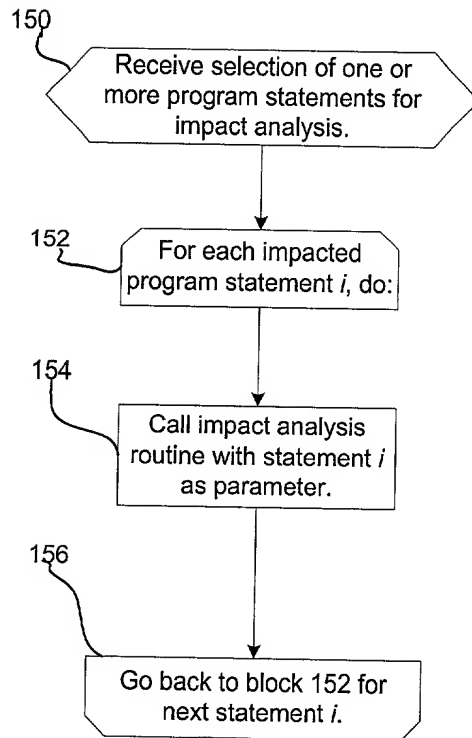 150
Receive selection of one or
more program statements for
impact analysis.
152
For each impacted
program statement i, do:
154
Call impact analysis
routine with statement i
as parameter.
156
Go back to block 152 for
next statement i.